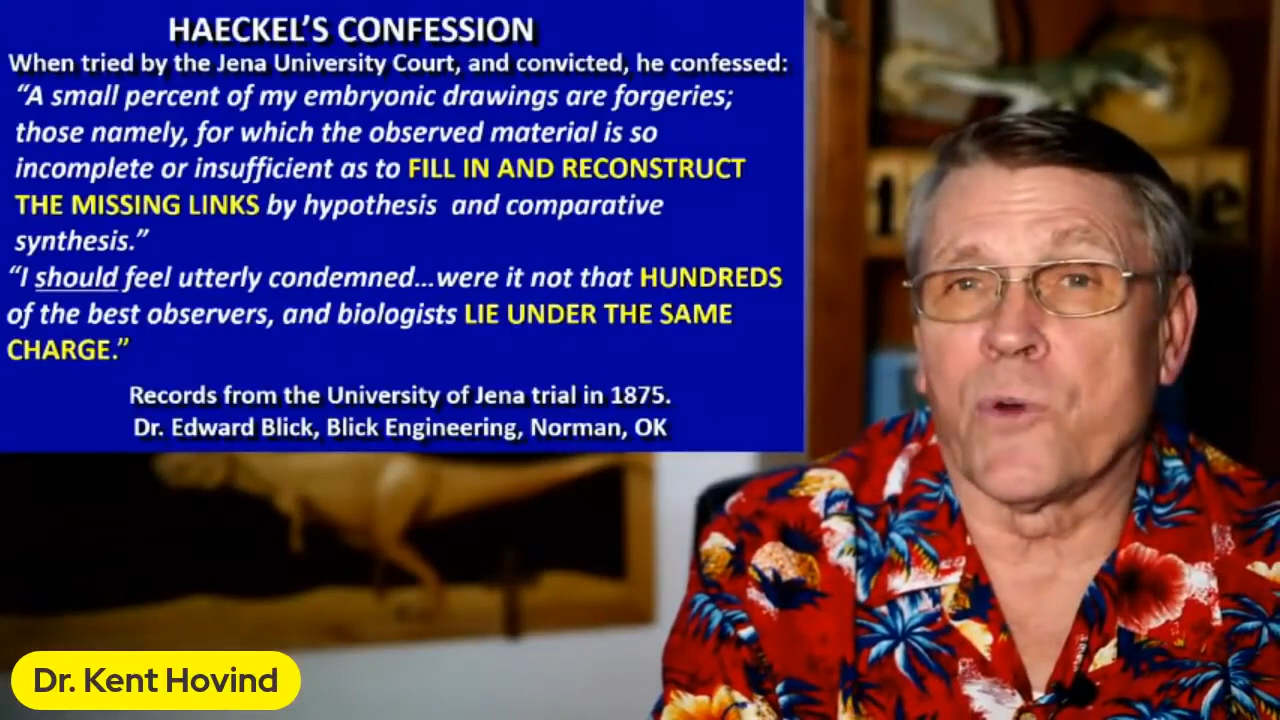 HAECKEL'S CONFESSION
When tried by the Jena University Court, and convicted, he confessed:
"A small percent of my embryonic drawings are forgeries;
those namely, for which the observed material is so
incomplete or insufficient as to FILL IN AND RECONSTRUCT
THE MISSING LINKS by hypothesis and comparative
synthesis."
"I should feel utterly condemned...were it not that HUNDREDS
of the best observers, and biologists LIE UNDER THE SAME
CHARGE."
Records from the University of Jena trial in 1875.
Dr. Edward Blick, Blick Engineering, Norman, OK
Dr. Kent Hovind